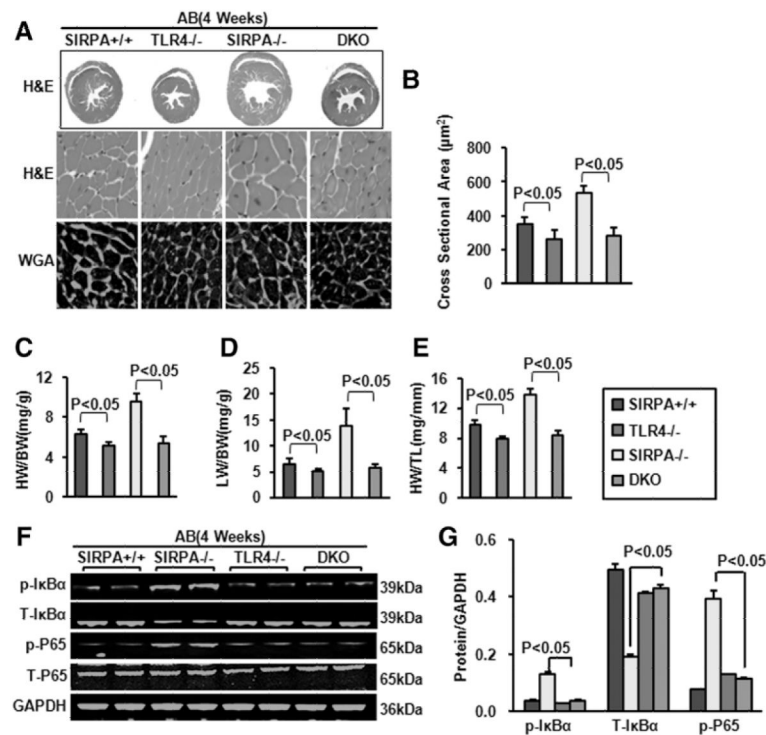 A
AB(4 Weeks)
SIRPA+/+ TLR4-/- SIRPA-/- DKO
H&E
H&E
WGA
B
Cross Sectional Area (μm²)
800
600
400
200
0
P<0.05
P<0.05
C
HW/BW(mg/g)
12
8
4
0
P<0.05
P<0.05
D
LW/BW(mg/g)
25
20
15
10
5
0
P<0.05
P<0.05
E
HW/TL(mg/mm)
16
12
8
4
0
P<0.05
P<0.05
SIRPA+/+
TLR4-/-
SIRPA-/-
DKO
F
AB(4 Weeks)
SIRPA+/+ SIRPA-/- TLR4-/- DKO
p-IκBα 39kDa
T-IκBα 39kDa
p-P65 65kDa
T-P65 65kDa
GAPDH 36kDa
G
Protein/GAPDH
0.6
0.4
0.2
0.0
P<0.05
P<0.05
P<0.05
p-IκBα T-IκBα p-P65